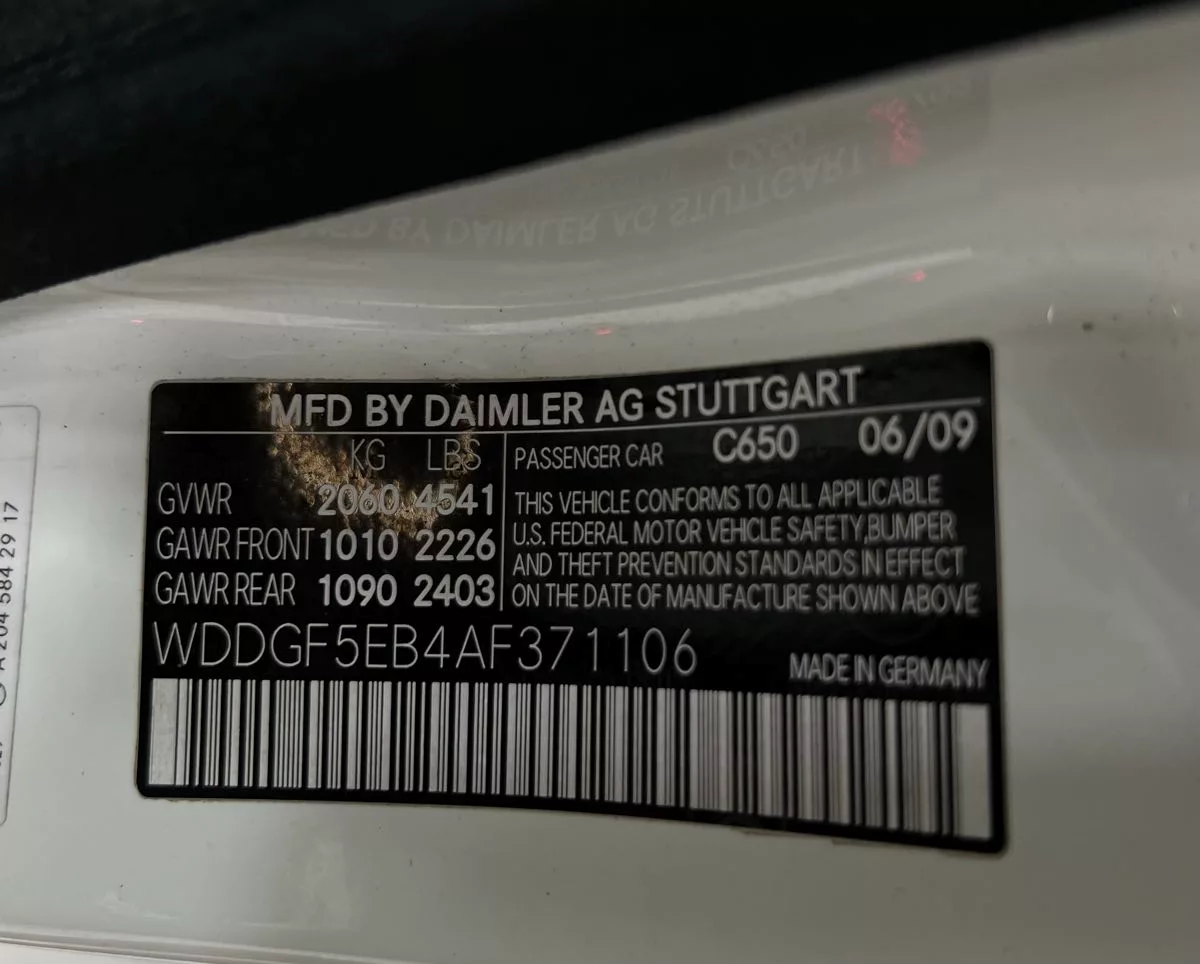 MFD BY DAIMLER AG STUTTGART
KG LBS
GVWR 2060 4541
GAWR FRONT 1010 2226
GAWR REAR 1090 2403
PASSENGER CAR C650 06/09
THIS VEHICLE CONFORMS TO ALL APPLICABLE
U.S. FEDERAL MOTOR VEHICLE SAFETY,BUMPER
AND THEFT PREVENTION STANDARDS IN EFFECT
ON THE DATE OF MANUFACTURE SHOWN ABOVE
WDDGF5EB4AF371106
MADE IN GERMANY
A 204 584 29 17